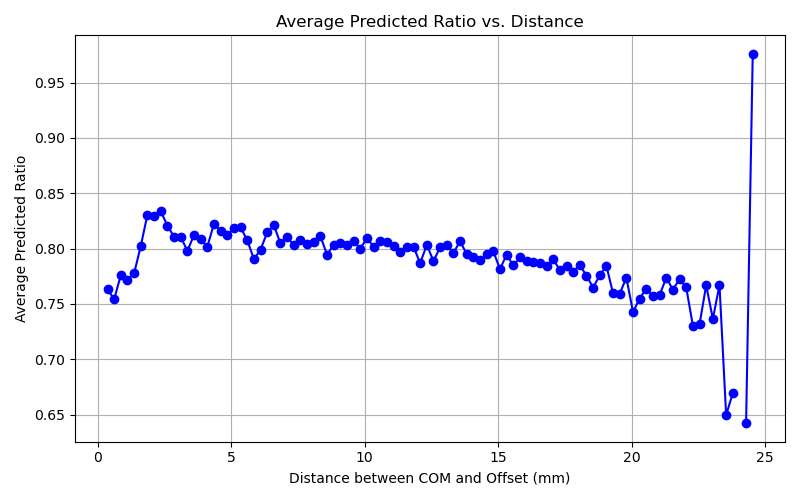 Average Predicted Ratio vs. Distance
Average Predicted Ratio
0.95
0.90
0.85
0.80
0.75
0.70
0.65
0 5 10 15 20 25
Distance between COM and Offset (mm)